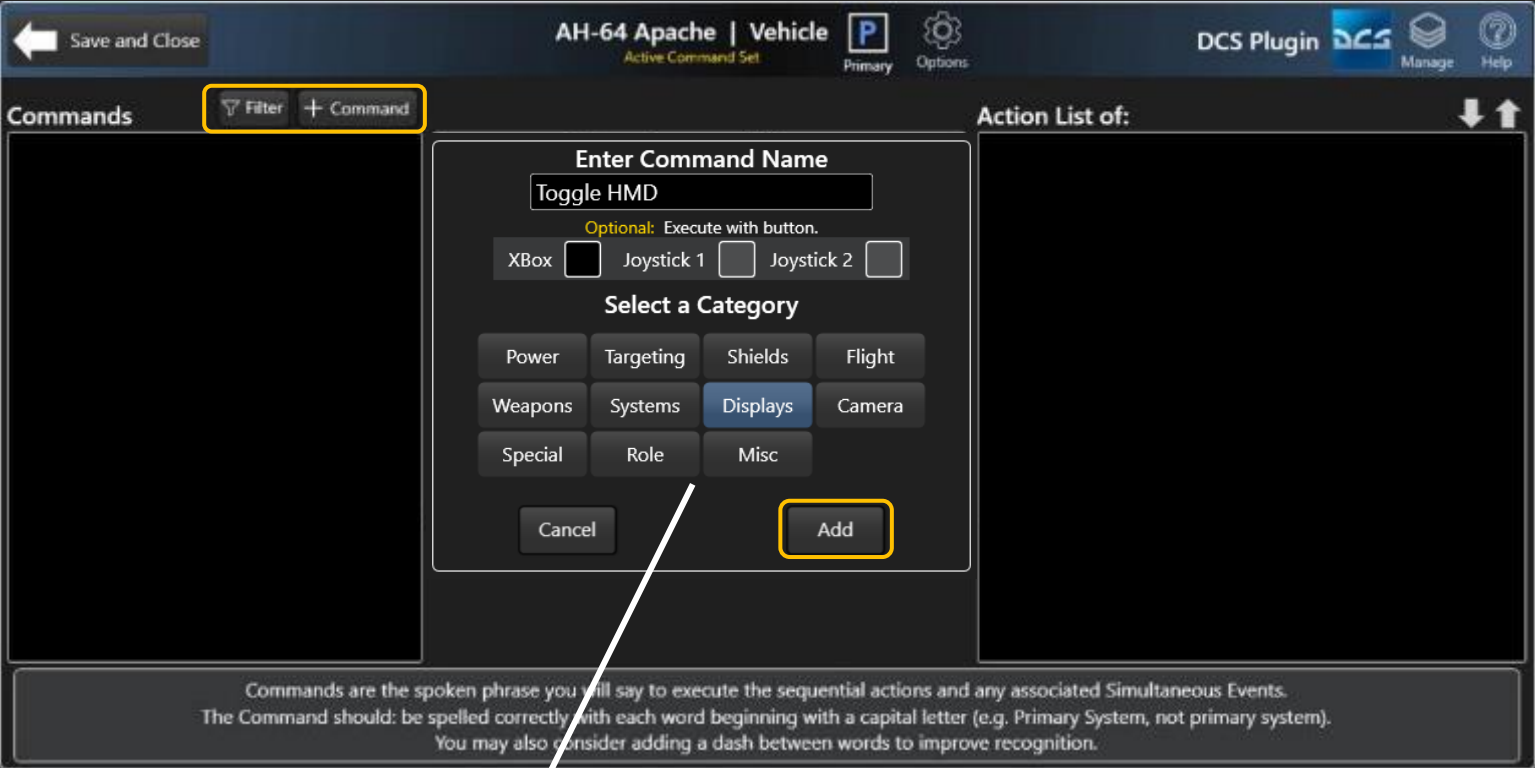 Save and Close
AH-64 Apache | Vehicle
Active Command Set
P
Primary
Options
DCS Plugin
DCS
Manage
?
Help
Commands
Filter
+ Command
Action List of:
Enter Command Name
Toggle HMD
Optional: Execute with button.
XBox Joystick 1 Joystick 2
Select a Category
Power Targeting Shields Flight
Weapons Systems Displays Camera
Special Role Misc
Cancel Add
Commands are the spoken phrase you will say to execute the sequential actions and any associated Simultaneous Events.
The Command should: be spelled correctly with each word beginning with a capital letter (e.g. Primary System, not primary system).
You may also consider adding a dash between words to improve recognition.